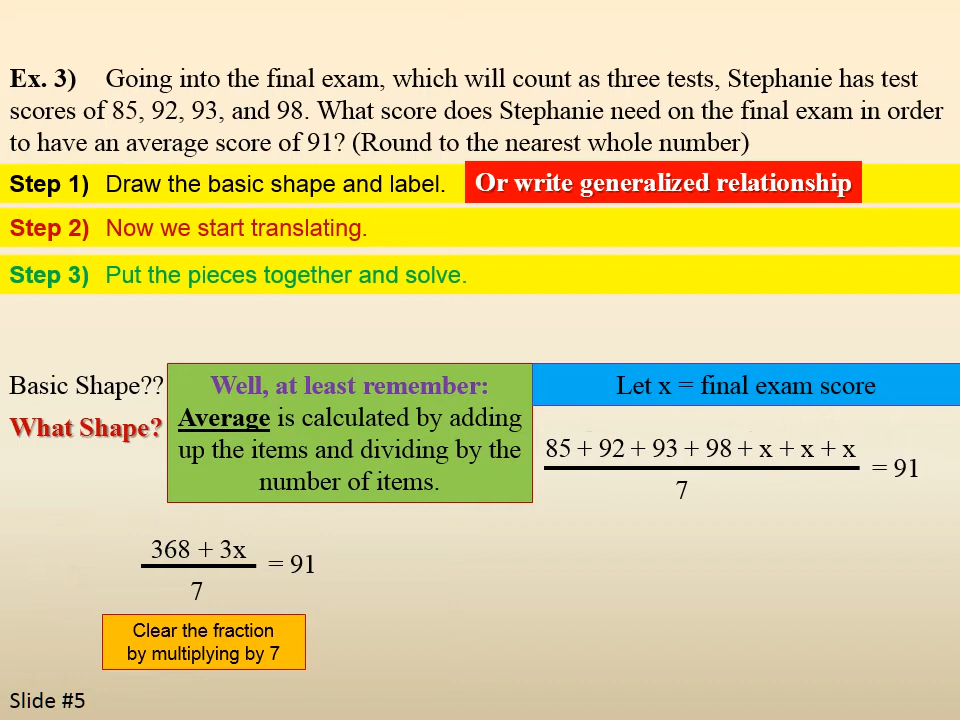 Ex. 3) Going into the final exam, which will count as three tests, Stephanie has test
scores of 85, 92, 93, and 98. What score does Stephanie need on the final exam in order
to have an average score of 91? (Round to the nearest whole number)
Step 1) Draw the basic shape and label. Or write generalized relationship
Step 2) Now we start translating.
Step 3) Put the pieces together and solve.
Basic Shape??
What Shape?
Well, at least remember:
Average is calculated by adding
up the items and dividing by the
number of items.
Let x = final exam score
85 + 92 + 93 + 98 + x + x + x
= 91
7
368 + 3x
= 91
7
Clear the fraction
by multiplying by 7
Slide #5